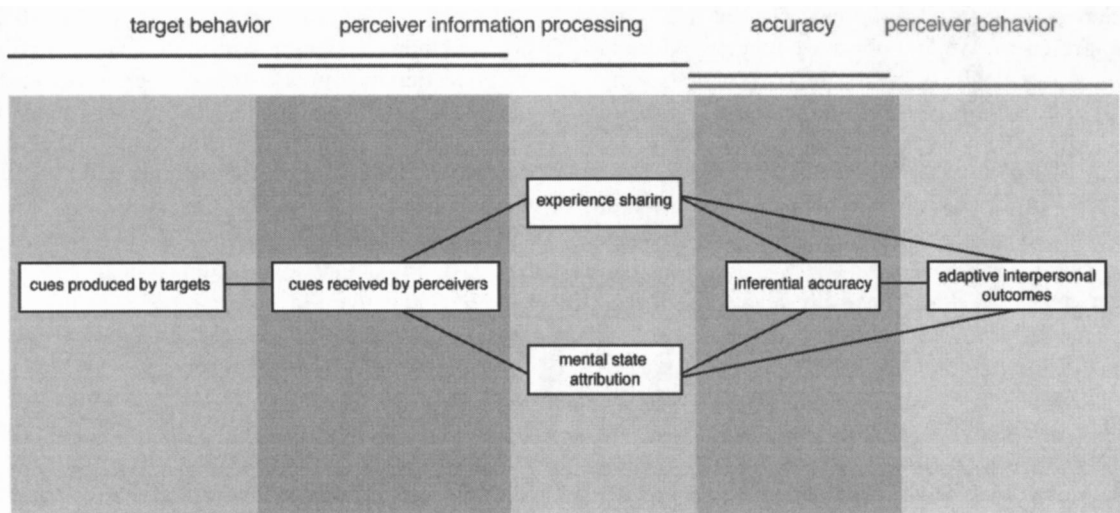 target behavior perceiver information processing accuracy perceiver behavior
experience sharing
cues produced by targets
cues received by perceivers
inferential accuracy
adaptive interpersonal
outcomes
mental state
attribution